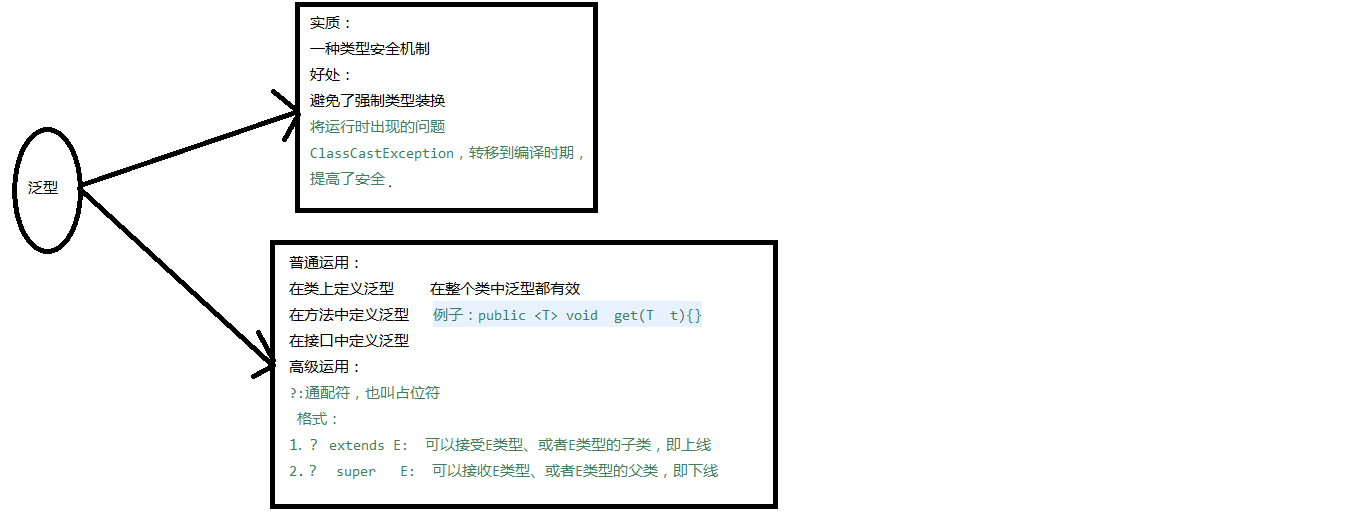 泛型
实质：
一种类型安全机制
好处：
避免了强制类型装换
将运行时出现的问题
ClassCastException，转移到编译时期，
提高了安全.
普通运用：
在类上定义泛型 在整个类中泛型都有效
在方法中定义泛型 例子：public <T> void get(T t){}
在接口中定义泛型
高级运用：
?:通配符，也叫占位符
格式：
1. ? extends E: 可以接受E类型、或者E类型的子类，即上线
2. ? super E: 可以接收E类型、或者E类型的父类，即下线